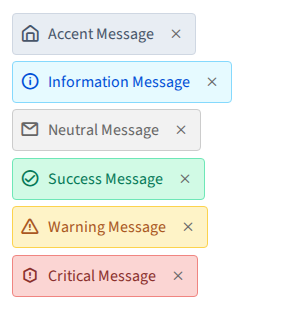 Accent Message
Information Message
Neutral Message
Success Message
Warning Message
Critical Message